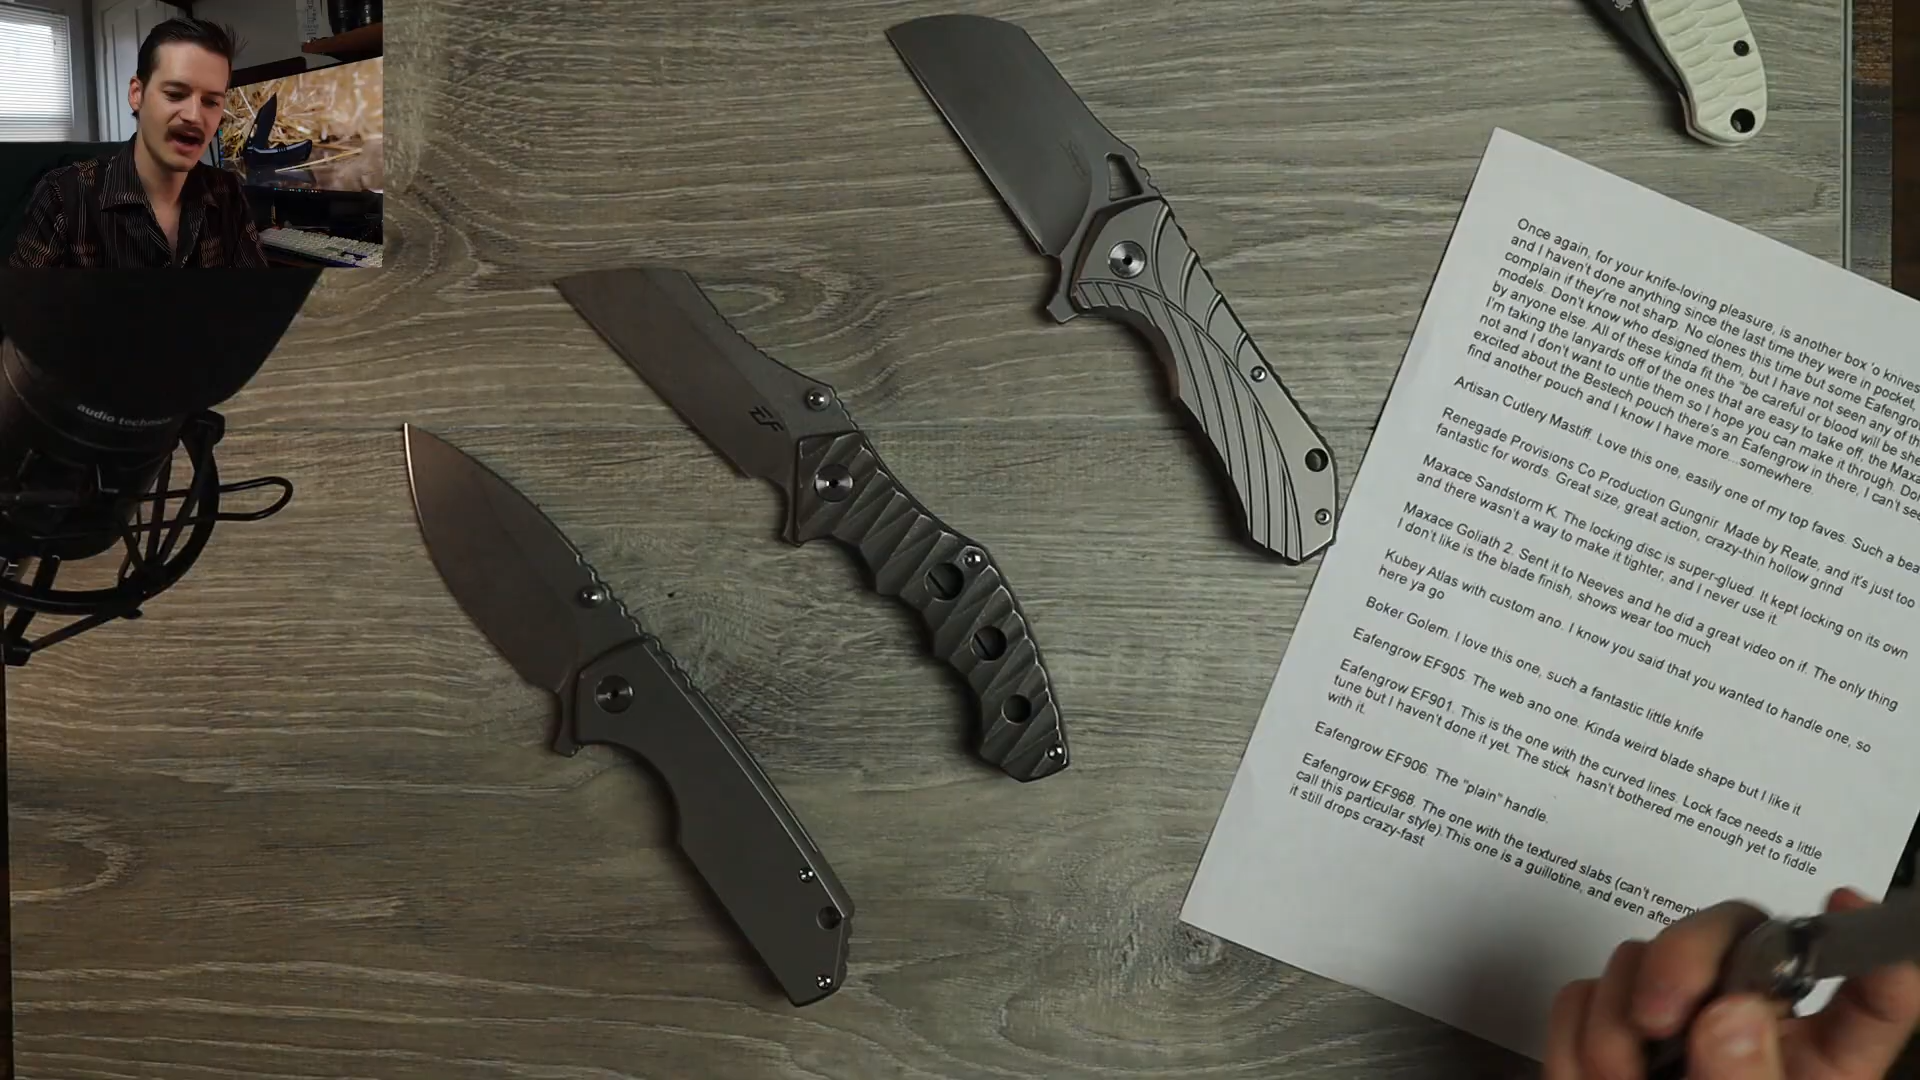 audio technica
EF
Once again, for your knife-loving pleasure, is another box 'o knives
and I haven't done anything since the last time they were in pocket,
complain if they're not sharp. No clones this time but some Eafengrow
models. Don't know who designed them, but I have not seen any of
by anyone else. All of these kinda fit the "be careful or blood will be
I'm taking the lanyards off of the ones that are easy to take off, the
not and I don't want to untie them so I hope you can make it through.
excited about the Bestech pouch there's an Eafengrow in there, I can't
find another pouch and I know I have more...somewhere.
Artisan Cutlery Mastiff. Love this one, easily one of my top faves. Such a
Renegade Provisions Co Production Gungnir. Made by Reate, and it's just too
fantastic for words. Great size, great action, crazy-thin hollow grind
Maxace Sandstorm K. The locking disc is super-glued. It kept locking on its own
and there wasn't a way to make it tighter, and I never use it.
Maxace Goliath 2. Sent it to Neeves and he did a great video on if. The only thing
I don't like is the blade finish, shows wear too much
Kubey Atlas with custom ano. I know you said that you wanted to handle one, so
here ya go
Boker Golem. I love this one, such a fantastic little knife
Eafengrow EF905. The web ano one. Kinda weird blade shape but I like it
Eafengrow EF901. This is the one with the curved lines. Lock face needs a little
tune but I haven't done it yet. The stick hasn't bothered me enough yet to fiddle
with it.
Eafengrow EF906. The "plain" handle.
Eafengrow EF968. The one with the textured slabs (can't
call this particular style).This one is a guillotine, and even after
it still drops crazy-fast